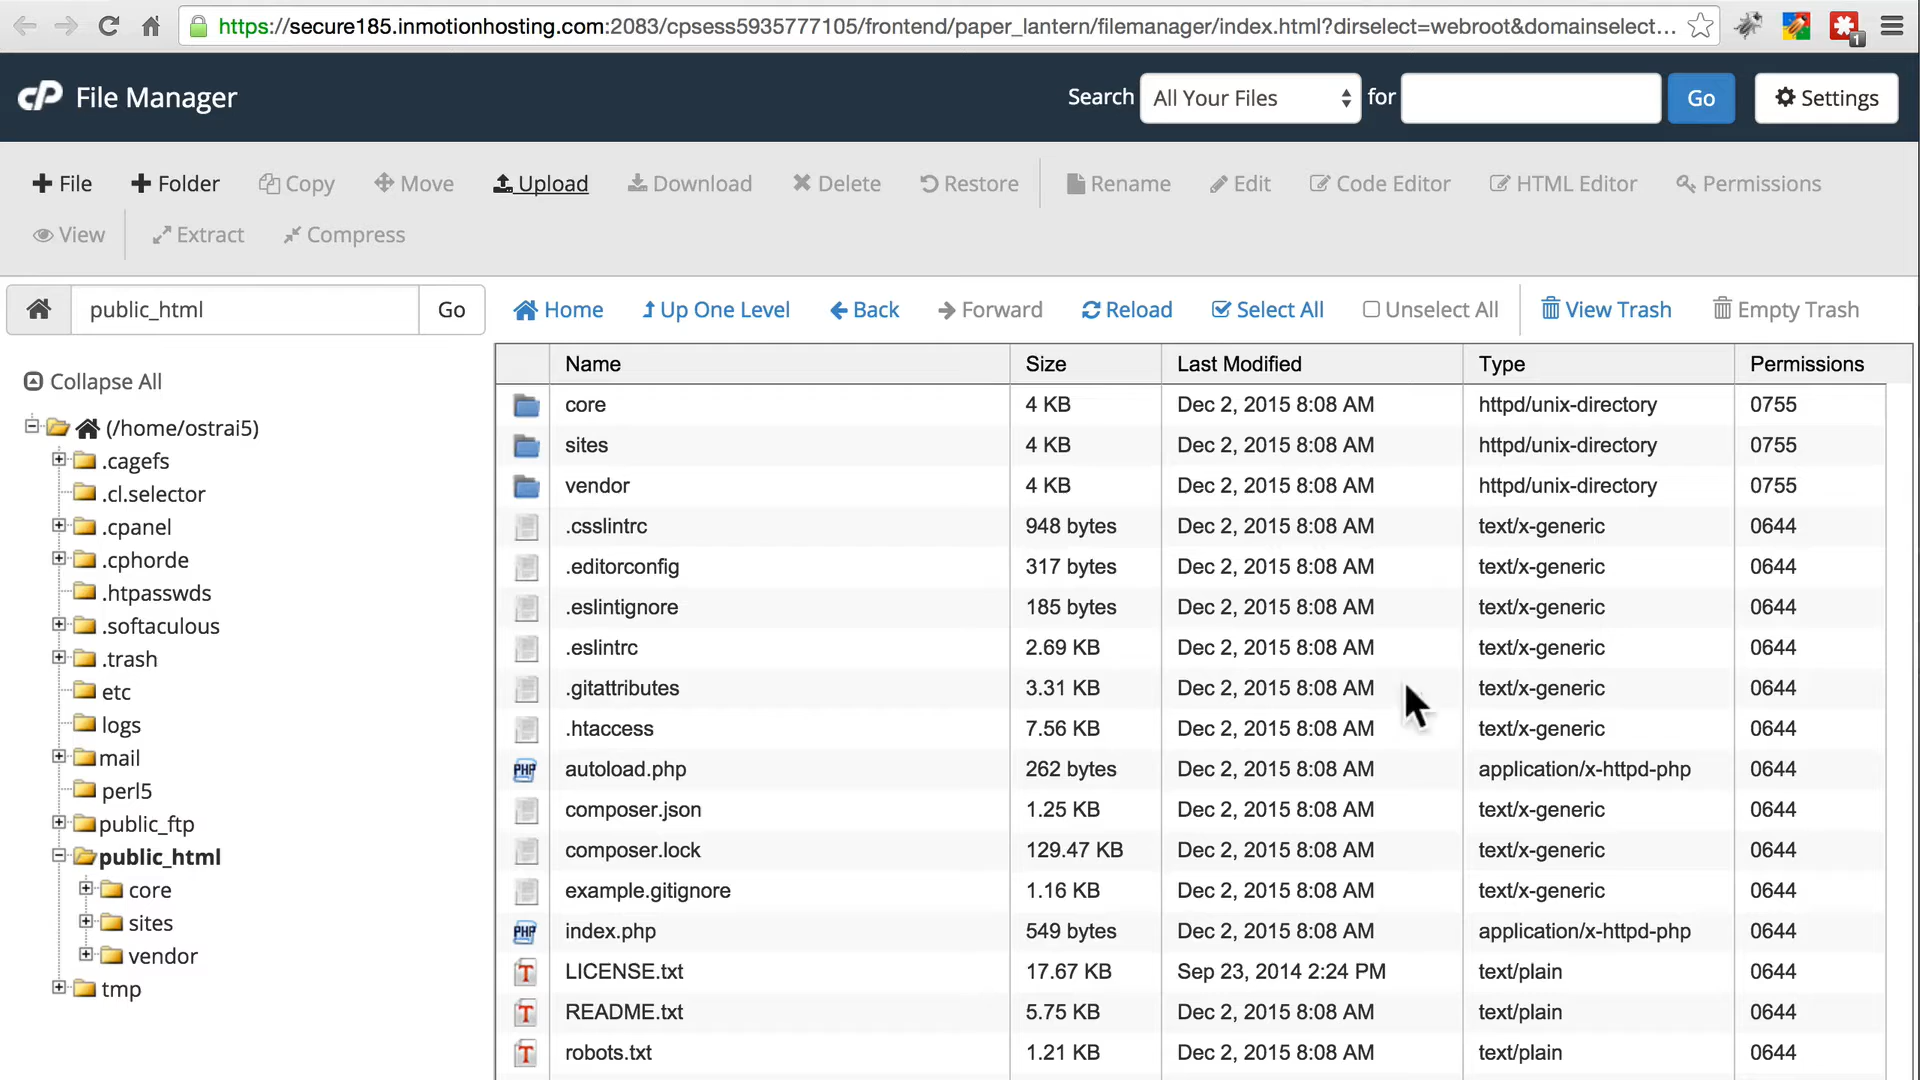 https://secure185.inmotionhosting.com:2083/cpsess5935777105/frontend/paper_lantern/filemanager/index.html?dirselect=webroot&domainselect...
1
cP File Manager Search All Your Files for Go Settings
File Folder Copy Move Upload Download Delete Restore Rename Edit Code Editor HTML Editor Permissions
View Extract Compress
public_html Go Home Up One Level Back Forward Reload Select All Unselect All View Trash Empty Trash
Collapse All
(/home/ostrai5)
.cagefs
.cl.selector
.cpanel
.cphorde
.htpasswds
.softaculous
.trash
etc
logs
mail
perl5
public_ftp
public_html
core
sites
vendor
tmp
Name Size Last Modified Type Permissions
core 4 KB Dec 2, 2015 8:08 AM httpd/unix-directory 0755
sites 4 KB Dec 2, 2015 8:08 AM httpd/unix-directory 0755
vendor 4 KB Dec 2, 2015 8:08 AM httpd/unix-directory 0755
.csslintrc 948 bytes Dec 2, 2015 8:08 AM text/x-generic 0644
.editorconfig 317 bytes Dec 2, 2015 8:08 AM text/x-generic 0644
.eslintignore 185 bytes Dec 2, 2015 8:08 AM text/x-generic 0644
.eslintrc 2.69 KB Dec 2, 2015 8:08 AM text/x-generic 0644
.gitattributes 3.31 KB Dec 2, 2015 8:08 AM text/x-generic 0644
.htaccess 7.56 KB Dec 2, 2015 8:08 AM text/x-generic 0644
PHP autoload.php 262 bytes Dec 2, 2015 8:08 AM application/x-httpd-php 0644
composer.json 1.25 KB Dec 2, 2015 8:08 AM text/x-generic 0644
composer.lock 129.47 KB Dec 2, 2015 8:08 AM text/x-generic 0644
example.gitignore 1.16 KB Dec 2, 2015 8:08 AM text/x-generic 0644
PHP index.php 549 bytes Dec 2, 2015 8:08 AM application/x-httpd-php 0644
T LICENSE.txt 17.67 KB Sep 23, 2014 2:24 PM text/plain 0644
T README.txt 5.75 KB Dec 2, 2015 8:08 AM text/plain 0644
T robots.txt 1.21 KB Dec 2, 2015 8:08 AM text/plain 0644